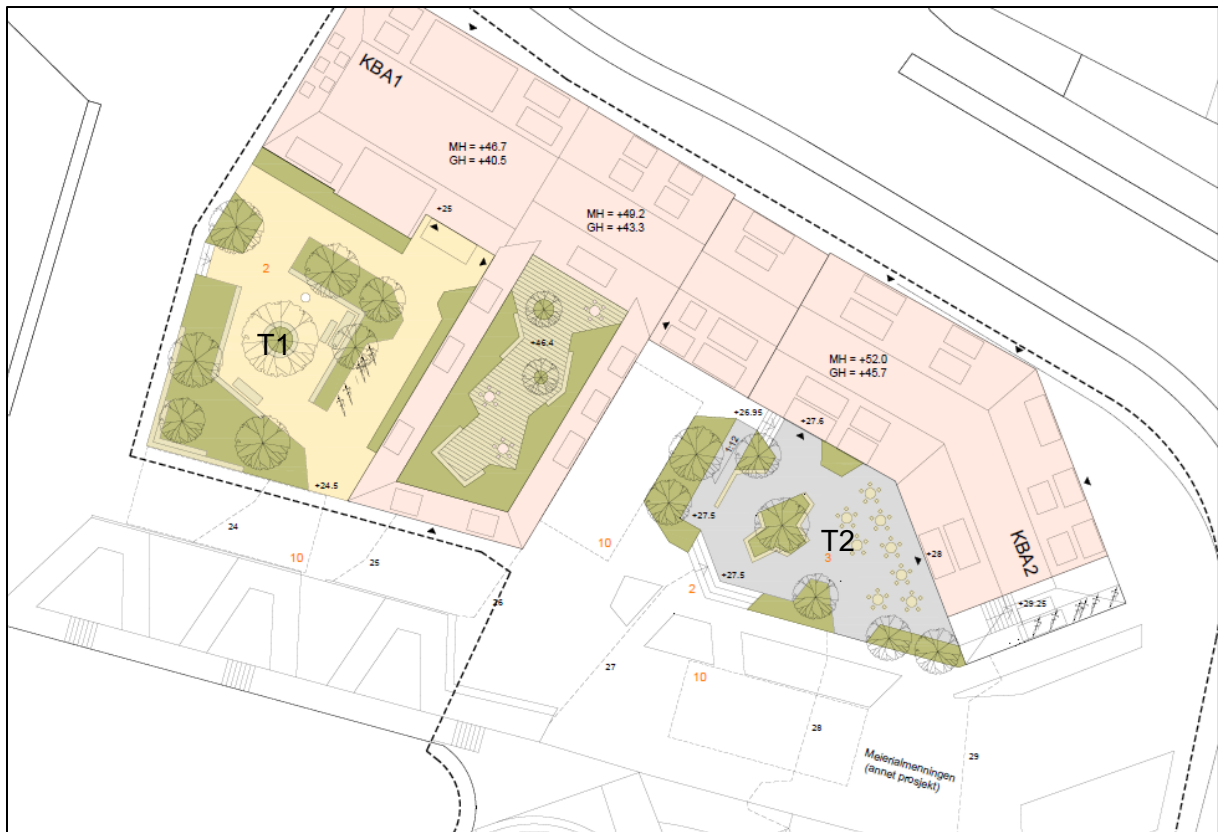 KBA1
MH = +46.7
GH = +40.5
MH = +49.2
GH = +43.3
+25
2
T1
+46.4
MH = +52.0
GH = +45.7
+26.95
+27.6
1:12
+24.5
+27.5
T2
3
+28
KBA2
24
10
25
10
+27.5
2
26
+29.25
27
10
28
29
Meierialmenningen
(annet prosjekt)